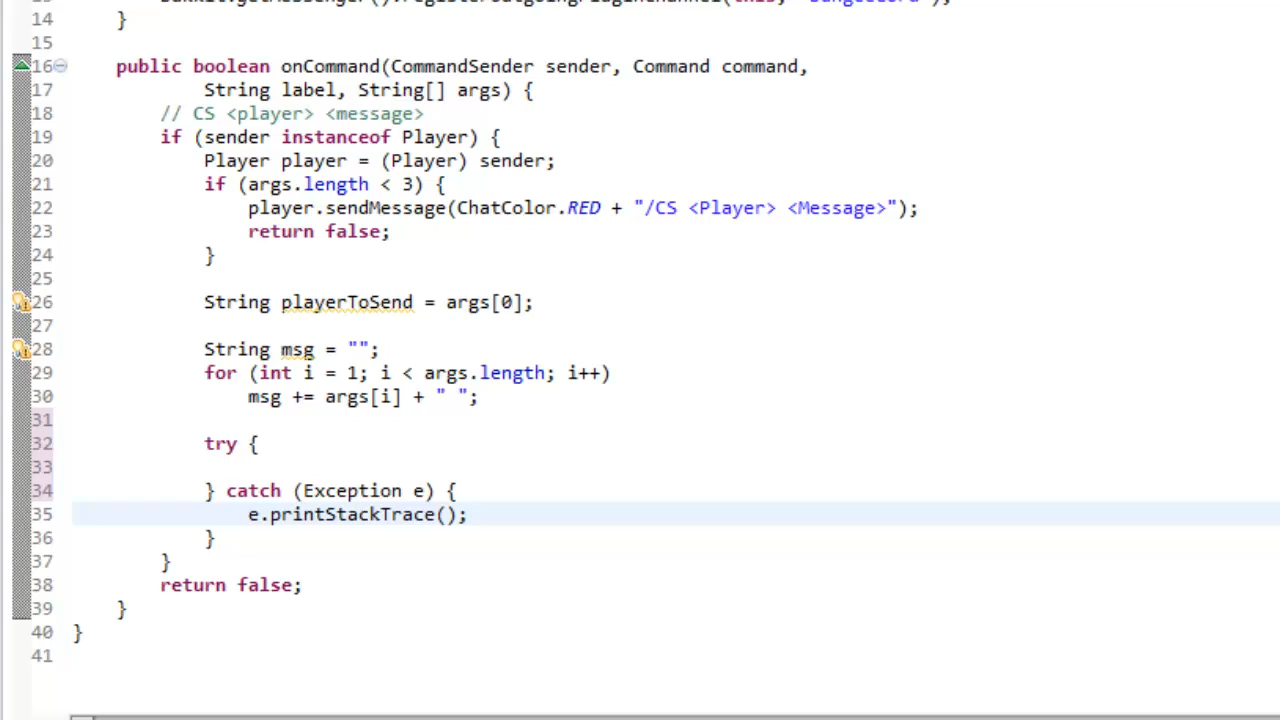 14 }
15
16 public boolean onCommand(CommandSender sender, Command command,
17 String label, String[] args) {
18 // CS <player> <message>
19 if (sender instanceof Player) {
20 Player player = (Player) sender;
21 if (args.length < 3) {
22 player.sendMessage(ChatColor.RED + "/CS <Player> <Message>");
23 return false;
24 }
25
26 String playerToSend = args[0];
27
28 String msg = "";
29 for (int i = 1; i < args.length; i++)
30 msg += args[i] + " ";
31
32 try {
33
34 } catch (Exception e) {
35 e.printStackTrace();
36 }
37 }
38 return false;
39 }
40 }
41